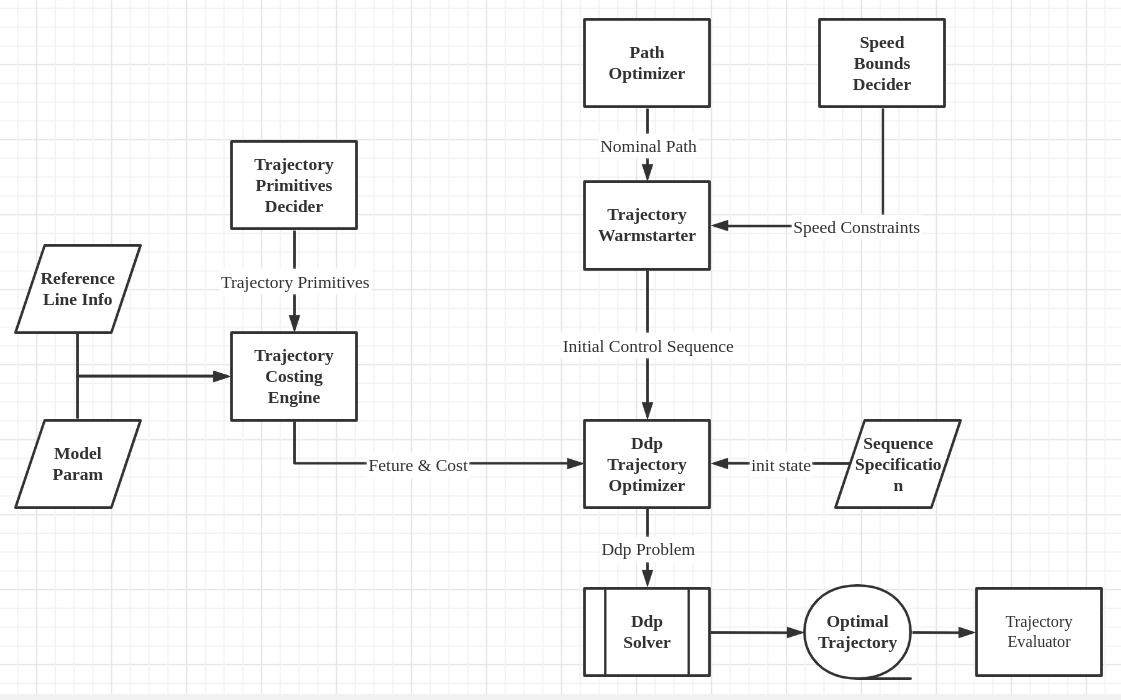 Path
Optimizer
Speed
Bounds
Decider
Nominal Path
Trajectory
Primitives
Decider
Trajectory
Warmstarter
Speed Constraints
Reference
Line Info
Trajectory Primitives
Trajectory
Costing
Engine
Initial Control Sequence
Model
Param
Feture & Cost
Ddp
Trajectory
Optimizer
init state
Sequence
Specificatio
n
Ddp Problem
Ddp
Solver
Optimal
Trajectory
Trajectory
Evaluator